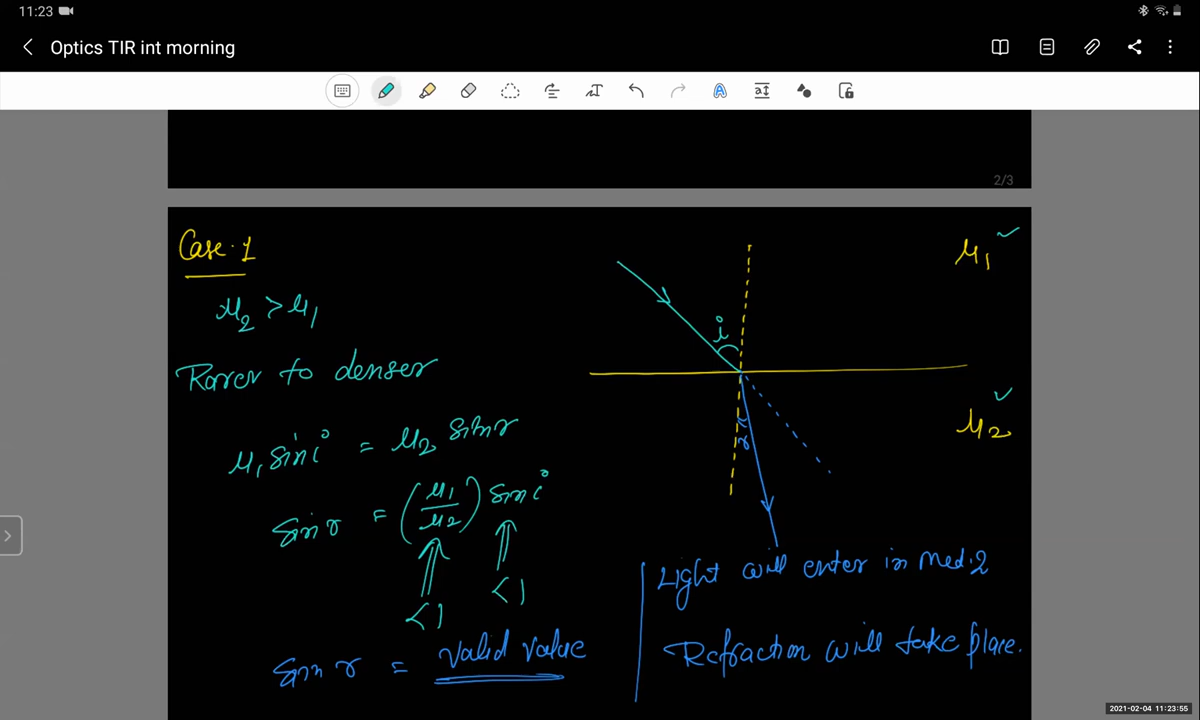 11:23
Optics TIR int morning
2/3
Case·1
μ2 > μ1
Rarer to denser
μ1 sin i = μ2 sin r
sin r = (μ1/μ2) sin i
<1 <1
sin r = valid value
μ1
i
μ2
r
Light will enter in Med·2
Refraction will take place.
2021-02-04 11:23:55